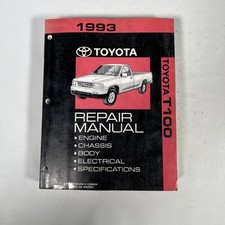 1993
TOYOTA
TOYOTA T100
REPAIR
MANUAL
• ENGINE
• CHASSIS
• BODY
• ELECTRICAL
• SPECIFICATIONS